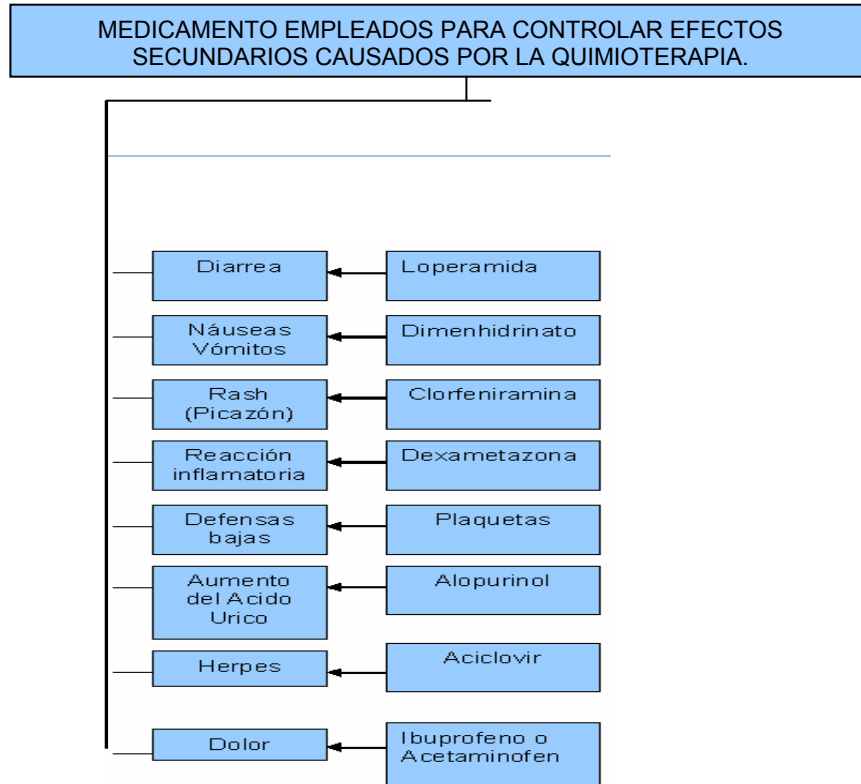 MEDICAMENTO EMPLEADOS PARA CONTROLAR EFECTOS
SECUNDARIOS CAUSADOS POR LA QUIMIOTERAPIA.
Diarrea
Loperamida
Náuseas
Vómitos
Dimenhidrinato
Rash
(Picazón)
Clorfeniramina
Reacción
inflamatoria
Dexametazona
Defensas
bajas
Plaquetas
Aumento
del Acido
Urico
Alopurinol
Herpes
Aciclovir
Dolor
Ibuprofeno o
Acetaminofen